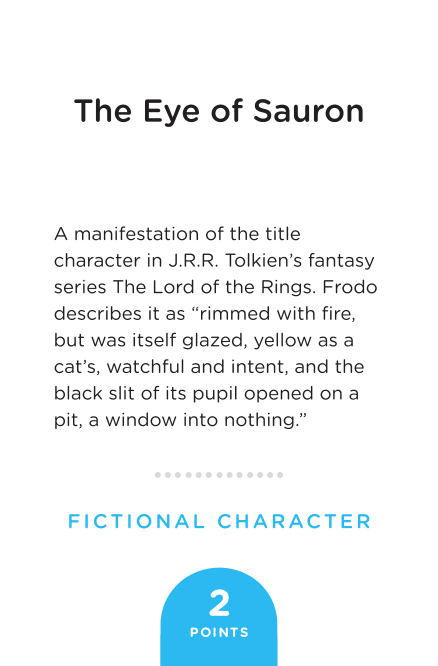 The Eye of Sauron
A manifestation of the title
character in J.R.R. Tolkien’s fantasy
series The Lord of the Rings. Frodo
describes it as “rimmed with fire,
but was itself glazed, yellow as a
cat’s, watchful and intent, and the
black slit of its pupil opened on a
pit, a window into nothing.”
FICTIONAL CHARACTER
2
POINTS